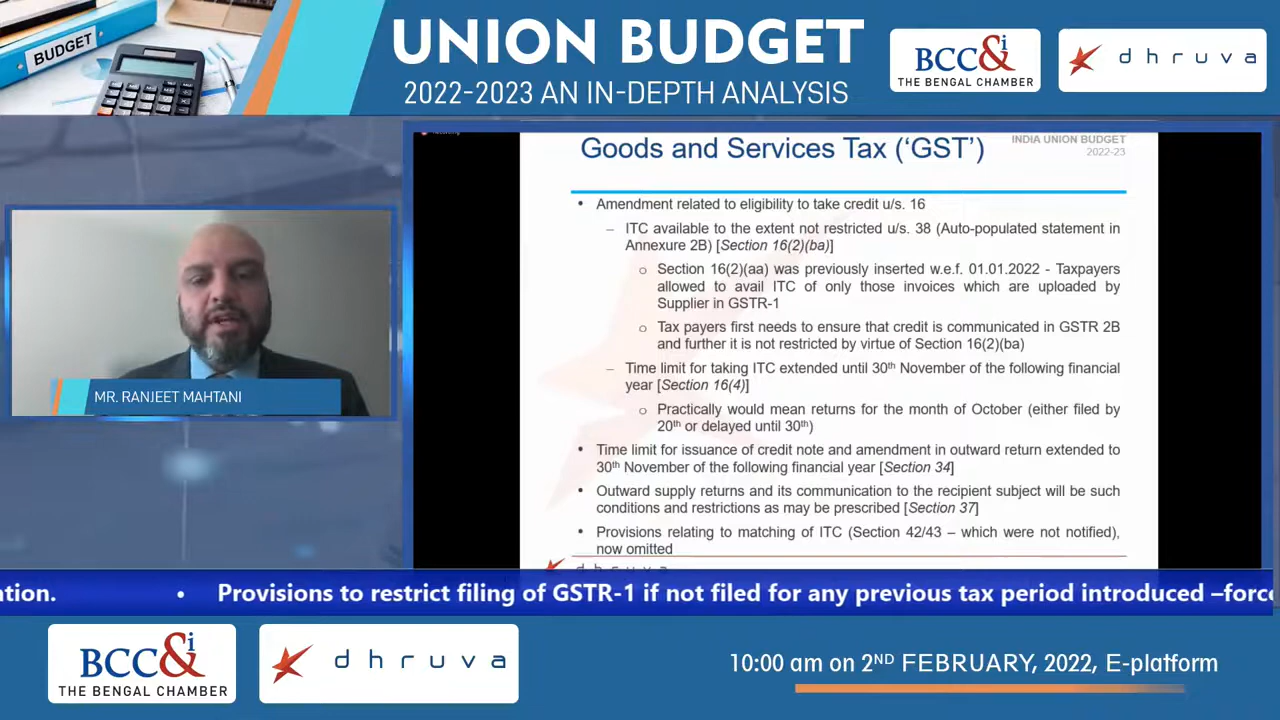 BUDGET
UNION BUDGET
2022-2023 AN IN-DEPTH ANALYSIS
BCC&i
THE BENGAL CHAMBER
dhruva
Goods and Services Tax (‘GST’)
INDIA UNION BUDGET
2022-23
• Amendment related to eligibility to take credit u/s. 16
– ITC available to the extent not restricted u/s. 38 (Auto-populated statement in
Annexure 2B) [Section 16(2)(ba)]
o Section 16(2)(aa) was previously inserted w.e.f. 01.01.2022 - Taxpayers
allowed to avail ITC of only those invoices which are uploaded by
Supplier in GSTR-1
o Tax payers first needs to ensure that credit is communicated in GSTR 2B
and further it is not restricted by virtue of Section 16(2)(ba)
– Time limit for taking ITC extended until 30th November of the following financial
year [Section 16(4)]
o Practically would mean returns for the month of October (either filed by
20th or delayed until 30th)
• Time limit for issuance of credit note and amendment in outward return extended to
30th November of the following financial year [Section 34]
• Outward supply returns and its communication to the recipient subject will be such
conditions and restrictions as may be prescribed [Section 37]
• Provisions relating to matching of ITC (Section 42/43 – which were not notified),
now omitted
MR. RANJEET MAHTANI
tion. • Provisions to restrict filing of GSTR-1 if not filed for any previous tax period introduced –force
BCC&i
THE BENGAL CHAMBER
dhruva
10:00 am on 2ND FEBRUARY, 2022, E-platform